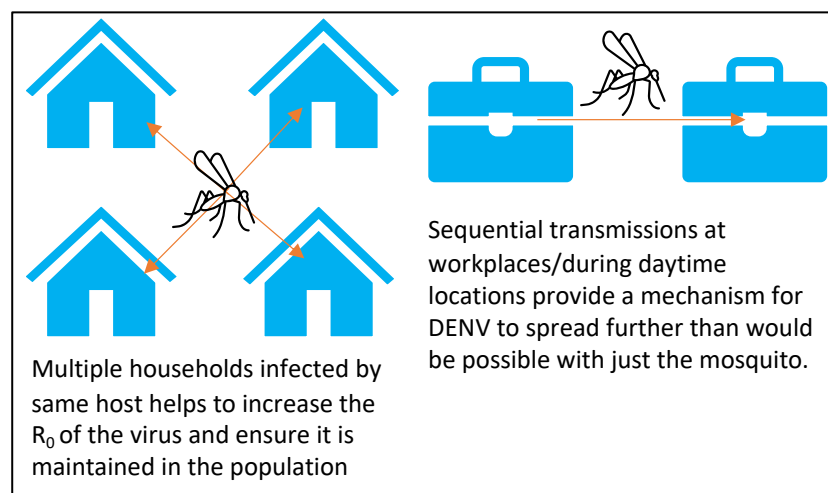 Multiple households infected by
same host helps to increase the
R₀ of the virus and ensure it is
maintained in the population
Sequential transmissions at
workplaces/during daytime
locations provide a mechanism for
DENV to spread further than would
be possible with just the mosquito.